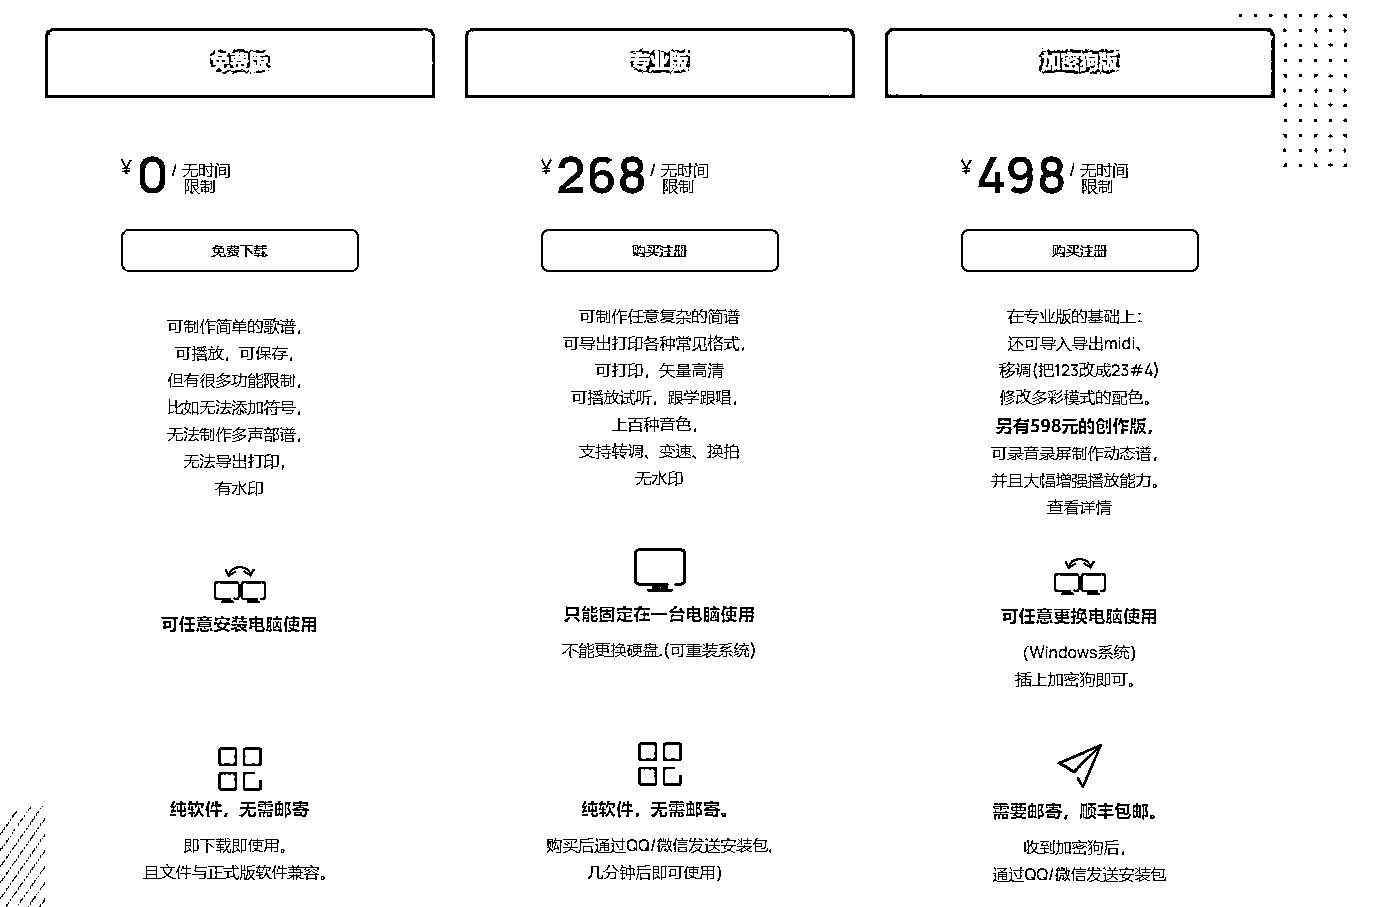 免费版
¥0/无时间
限制
免费下载
可制作简单的歌谱，
可播放，可保存，
但有很多功能限制，
比如无法添加符号，
无法制作多声部谱，
无法导出打印，
有水印
可任意安装电脑使用
纯软件，无需邮寄
即下载即使用。
且文件与正式版软件兼容。
专业版
¥268/无时间
限制
购买注册
可制作任意复杂的简谱
可导出打印各种常见格式，
可打印，矢量高清
可播放试听，跟学跟唱，
上百种音色，
支持转调、变速、换拍
无水印
只能固定在一台电脑使用
不能更换硬盘.(可重装系统)
纯软件，无需邮寄。
购买后通过QQ/微信发送安装包，
几分钟后即可使用)
加密狗版
¥498/无时间
限制
购买注册
在专业版的基础上：
还可导入导出midi、
移调(把123改成23#4)
修改多彩模式的配色。
另有598元的创作版，
可录音录屏制作动态谱，
并且大幅增强播放能力。
查看详情
可任意更换电脑使用
(Windows系统)
插上加密狗即可。
需要邮寄，顺丰包邮。
收到加密狗后，
通过QQ/微信发送安装包